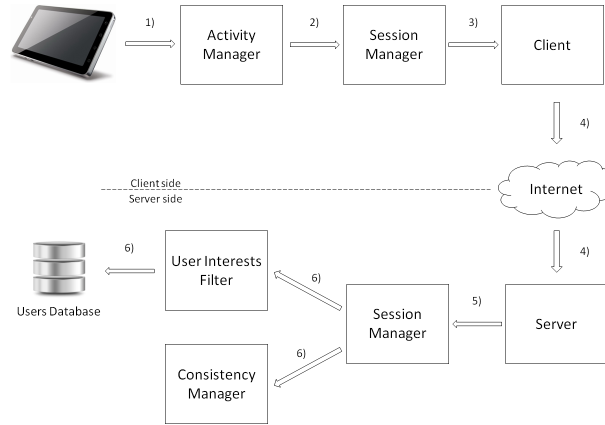 1)
Activity
Manager
2)
Session
Manager
3)
Client
4)
Internet
Client side
Server side
4)
Server
5)
Session
Manager
6)
User Interests
Filter
6)
Users Database
6)
Consistency
Manager